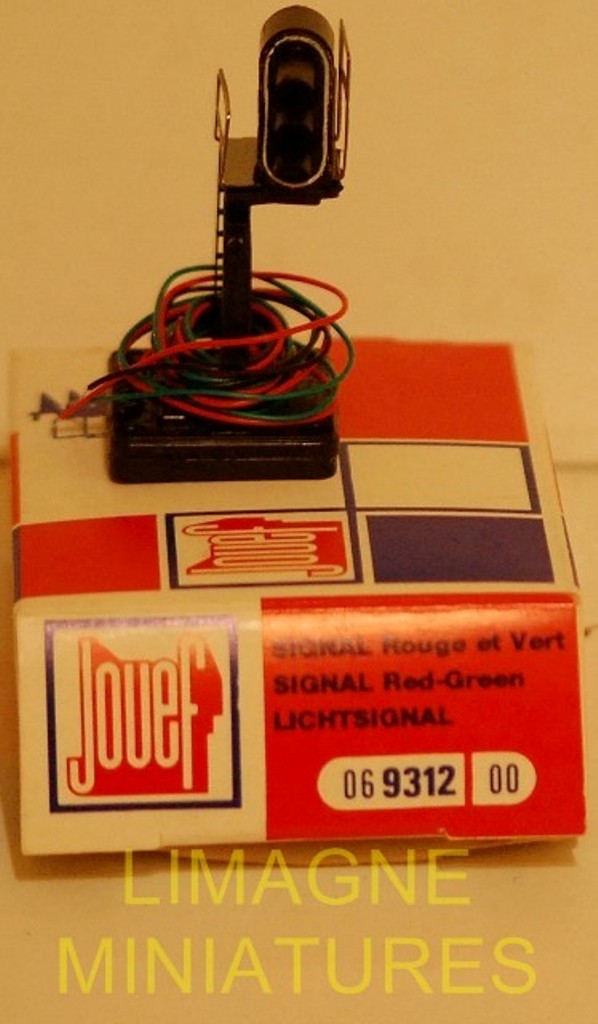 Jouef
Jouef
SIGNAL Rouge et Vert
SIGNAL Red-Green
LICHTSIGNAL
06 9312 00
LIMAGNE
MINIATURES